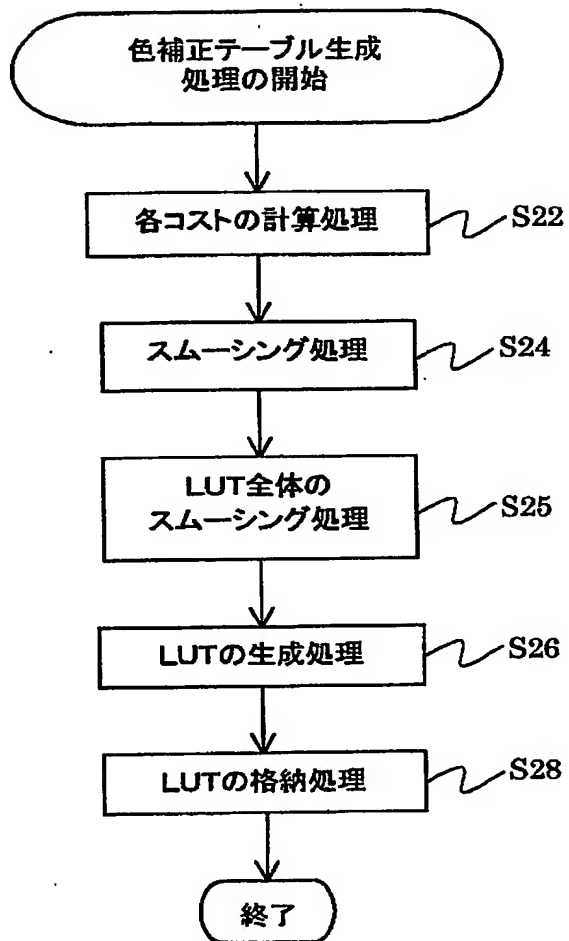 色補正テーブル生成
処理の開始
各コストの計算処理
S22
スムーシング処理
S24
LUT全体の
スムーシング処理
S25
LUTの生成処理
S26
LUTの格納処理
S28
終了